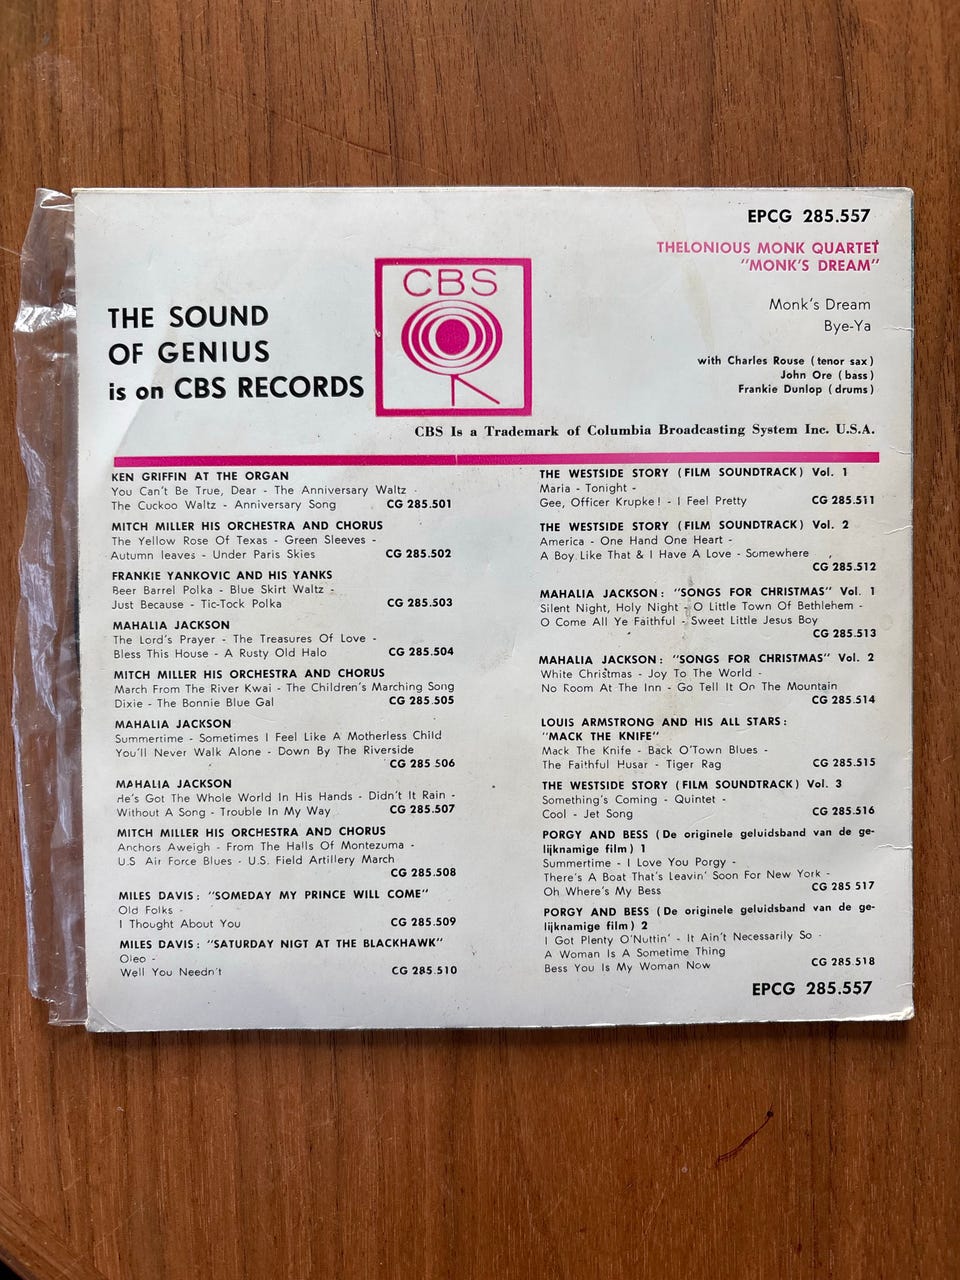 EPCG 285.557
THELONIOUS MONK QUARTET
"MONK'S DREAM"
Monk's Dream
Bye-Ya
with Charles Rouse (tenor sax)
John Ore (bass)
Frankie Dunlop (drums)
CBS
THE SOUND
OF GENIUS
is on CBS RECORDS
CBS Is a Trademark of Columbia Broadcasting System Inc. U.S.A.
KEN GRIFFIN AT THE ORGAN
You Can't Be True, Dear - The Anniversary Waltz -
The Cuckoo Waltz - Anniversary Song CG 285.501
MITCH MILLER HIS ORCHESTRA AND CHORUS
The Yellow Rose Of Texas - Green Sleeves -
Autumn leaves - Under Paris Skies CG 285.502
FRANKIE YANKOVIC AND HIS YANKS
Beer Barrel Polka - Blue Skirt Waltz -
Just Because - Tic-Tock Polka CG 285.503
MAHALIA JACKSON
The Lord's Prayer - The Treasures Of Love -
Bless This House - A Rusty Old Halo CG 285.504
MITCH MILLER HIS ORCHESTRA AND CHORUS
March From The River Kwai - The Children's Marching Song
Dixie - The Bonnie Blue Gal CG 285.505
MAHALIA JACKSON
Summertime - Sometimes I Feel Like A Motherless Child
You'll Never Walk Alone - Down By The Riverside
CG 285 506
MAHALIA JACKSON
He's Got The Whole World In His Hands - Didn't It Rain -
Without A Song - Trouble In My Way CG 285.507
MITCH MILLER HIS ORCHESTRA AND CHORUS
Anchors Aweigh - From The Halls Of Montezuma -
U.S Air Force Blues - U.S. Field Artillery March
CG 285.508
MILES DAVIS: "SOMEDAY MY PRINCE WILL COME"
Old Folks -
I Thought About You CG 285.509
MILES DAVIS: "SATURDAY NIGT AT THE BLACKHAWK"
Oleo -
Well You Needn't CG 285.510
THE WESTSIDE STORY (FILM SOUNDTRACK) Vol. 1
Maria - Tonight -
Gee, Officer Krupke! - I Feel Pretty CG 285.511
THE WESTSIDE STORY (FILM SOUNDTRACK) Vol. 2
America - One Hand One Heart -
A Boy Like That & I Have A Love - Somewhere
CG 285.512
MAHALIA JACKSON: "SONGS FOR CHRISTMAS" Vol. 1
Silent Night, Holy Night - O Little Town Of Bethlehem -
O Come All Ye Faithful - Sweet Little Jesus Boy
CG 285.513
MAHALIA JACKSON: "SONGS FOR CHRISTMAS" Vol. 2
White Christmas - Joy To The World -
No Room At The Inn - Go Tell It On The Mountain
CG 285.514
LOUIS ARMSTRONG AND HIS ALL STARS:
"MACK THE KNIFE"
Mack The Knife - Back O'Town Blues -
The Faithful Husar - Tiger Rag CG 285.515
THE WESTSIDE STORY (FILM SOUNDTRACK) Vol. 3
Something's Coming - Quintet -
Cool - Jet Song CG 285.516
PORGY AND BESS (De originele geluidsband van de ge-
lijknamige film) 1
Summertime - I Love You Porgy -
There's A Boat That's Leavin' Soon For New York -
Oh Where's My Bess CG 285 517
PORGY AND BESS (De originele geluidsband van de ge-
lijknamige film) 2
I Got Plenty O'Nuttin' - It Ain't Necessarily So -
A Woman Is A Sometime Thing
Bess You Is My Woman Now CG 285.518
EPCG 285.557